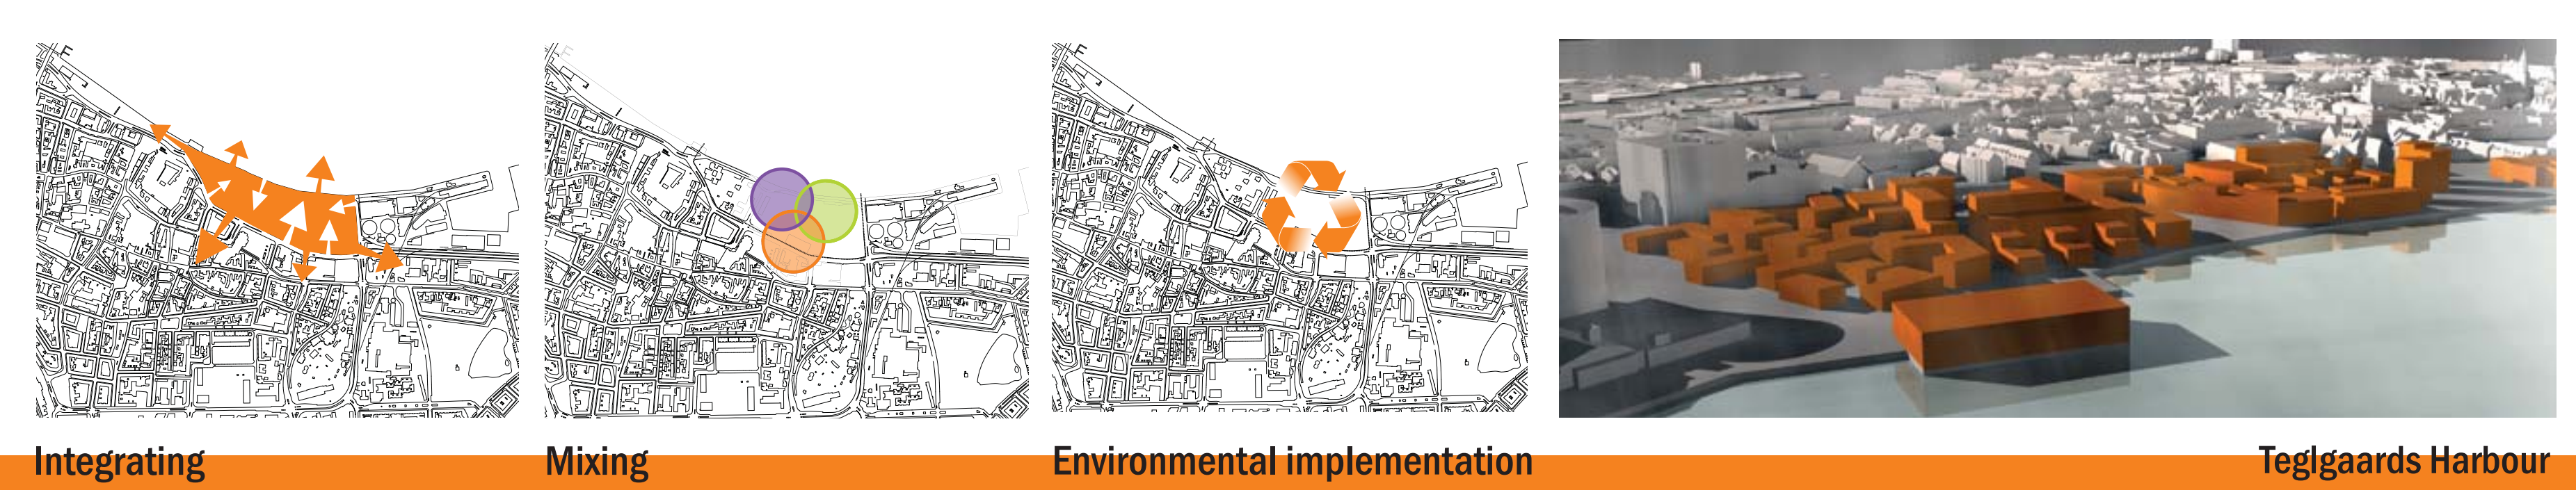 Integrating
Mixing
Environmental implementation
Teglgaards Harbour